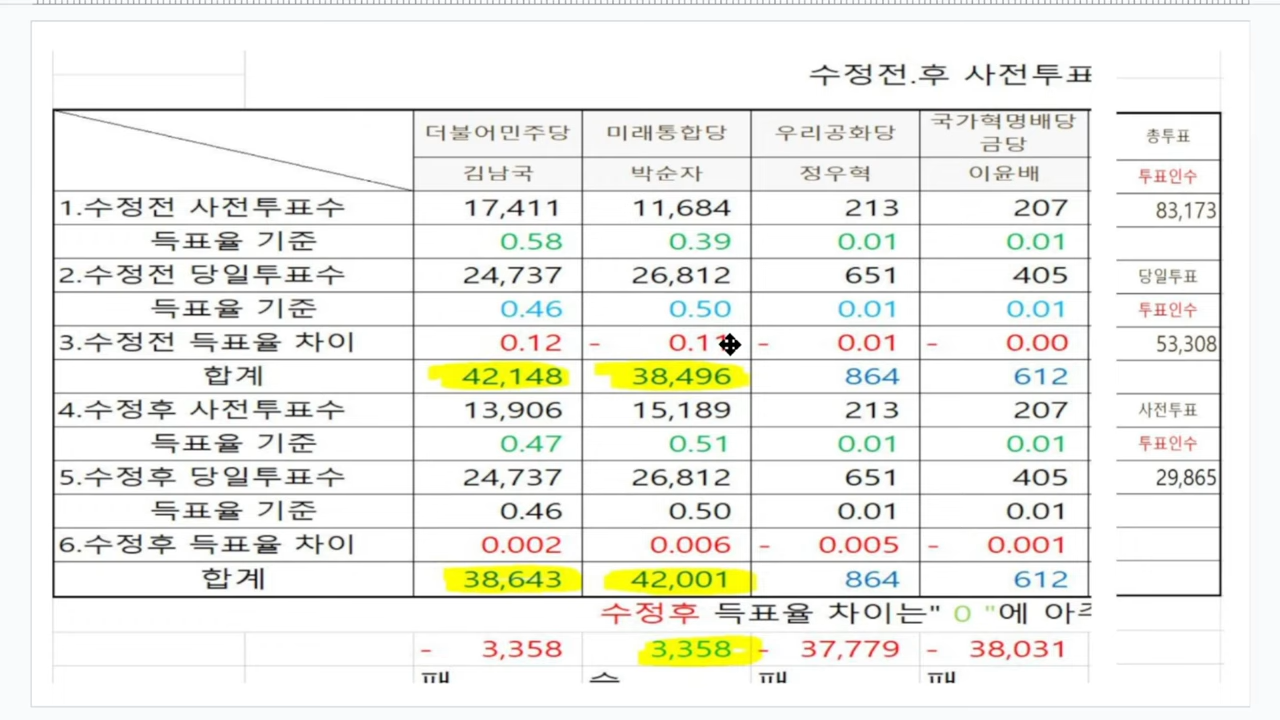 수정전.후 사전투표
더불어민주당 미래통합당 우리공화당 국가혁명배당금당 총투표
김남국 박순자 정우혁 이윤배 투표인수
1.수정전 사전투표수 17,411 11,684 213 207 83,173
득표율 기준 0.58 0.39 0.01 0.01
2.수정전 당일투표수 24,737 26,812 651 405 당일투표
득표율 기준 0.46 0.50 0.01 0.01 투표인수
3.수정전 득표율 차이 0.12 - 0.11 - 0.01 - 0.00 53,308
합계 42,148 38,496 864 612
4.수정후 사전투표수 13,906 15,189 213 207 사전투표
득표율 기준 0.47 0.51 0.01 0.01 투표인수
5.수정후 당일투표수 24,737 26,812 651 405 29,865
득표율 기준 0.46 0.50 0.01 0.01
6.수정후 득표율 차이 0.002 0.006 - 0.005 - 0.001
합계 38,643 42,001 864 612
수정후 득표율 차이는" 0 "에
- 3,358 3,358 - 37,779 - 38,031